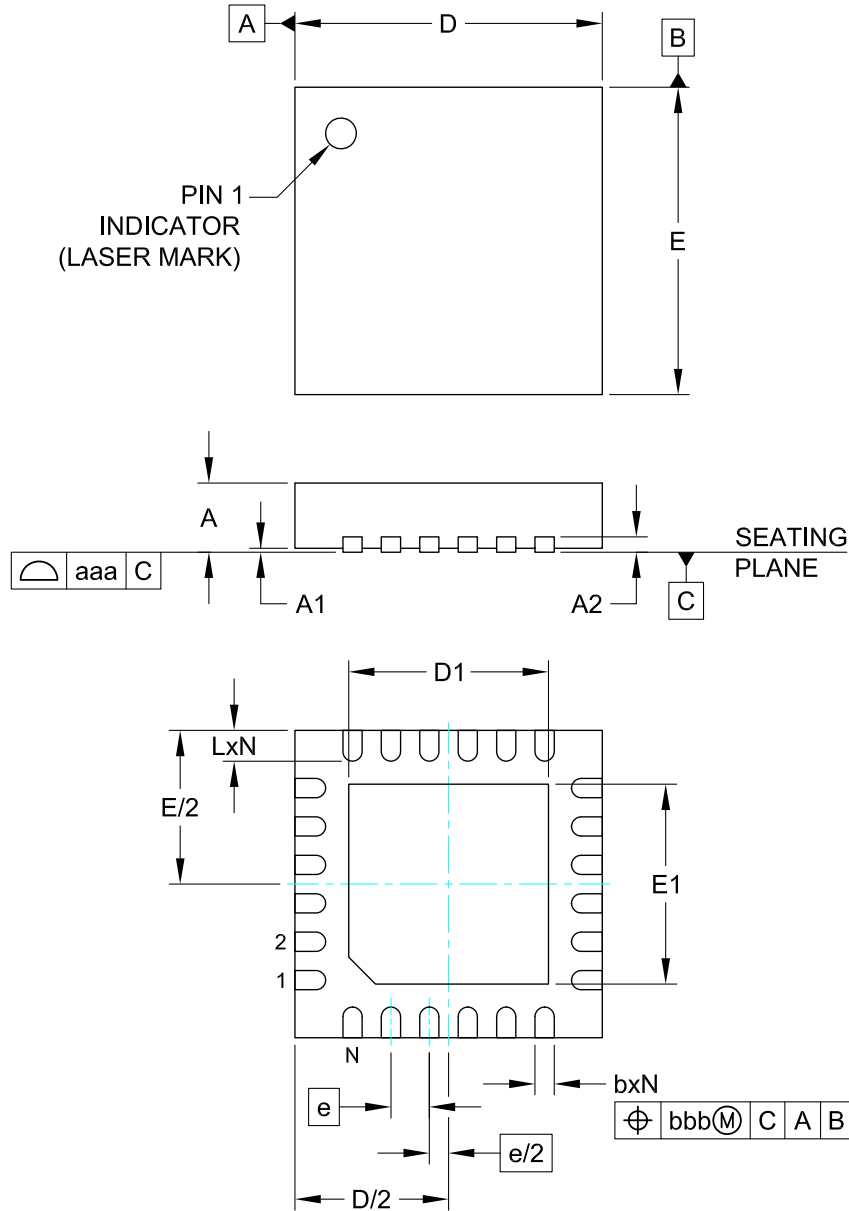 A
D
B
PIN 1
INDICATOR
(LASER MARK)
E
A
SEATING
PLANE
aaa C
A1
A2
C
D1
LxN
E/2
E1
2
1
N
bxN
e
bbbⓂ C A B
e/2
D/2